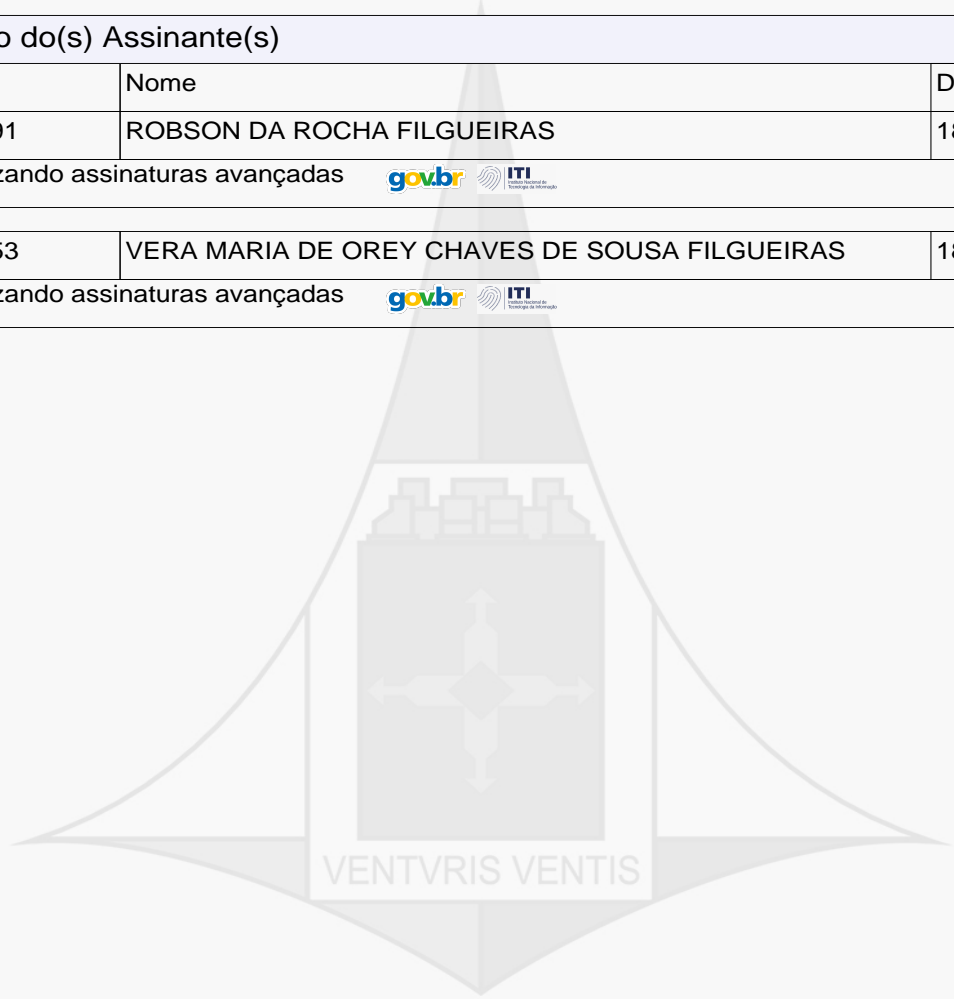 o do(s) Assinante(s)
Nome D
91 ROBSON DA ROCHA FILGUEIRAS 18
zando assinaturas avançadas gov.br ITI
53 VERA MARIA DE OREY CHAVES DE SOUSA FILGUEIRAS 18
zando assinaturas avançadas gov.br ITI
VENTVRIS VENTIS